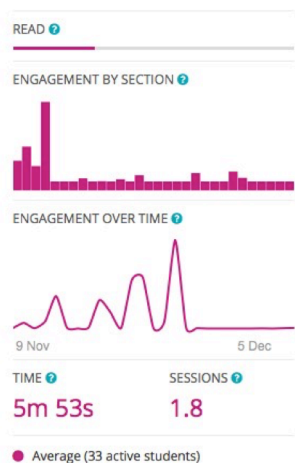 READ ?
ENGAGEMENT BY SECTION ?
ENGAGEMENT OVER TIME ?
9 Nov 5 Dec
TIME ? SESSIONS ?
5m 53s 1.8
Average (33 active students)